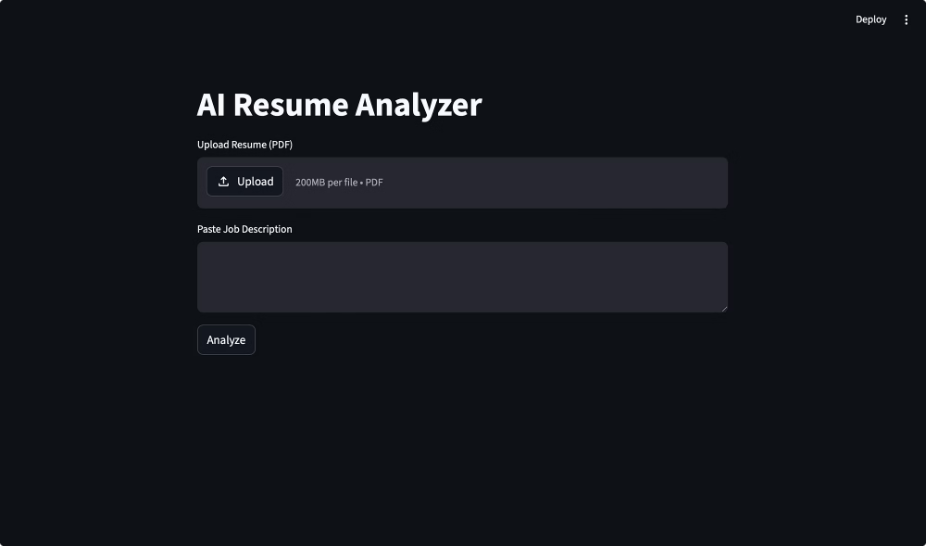 Deploy
AI Resume Analyzer
Upload Resume (PDF)
Upload
200MB per file • PDF
Paste Job Description
Analyze